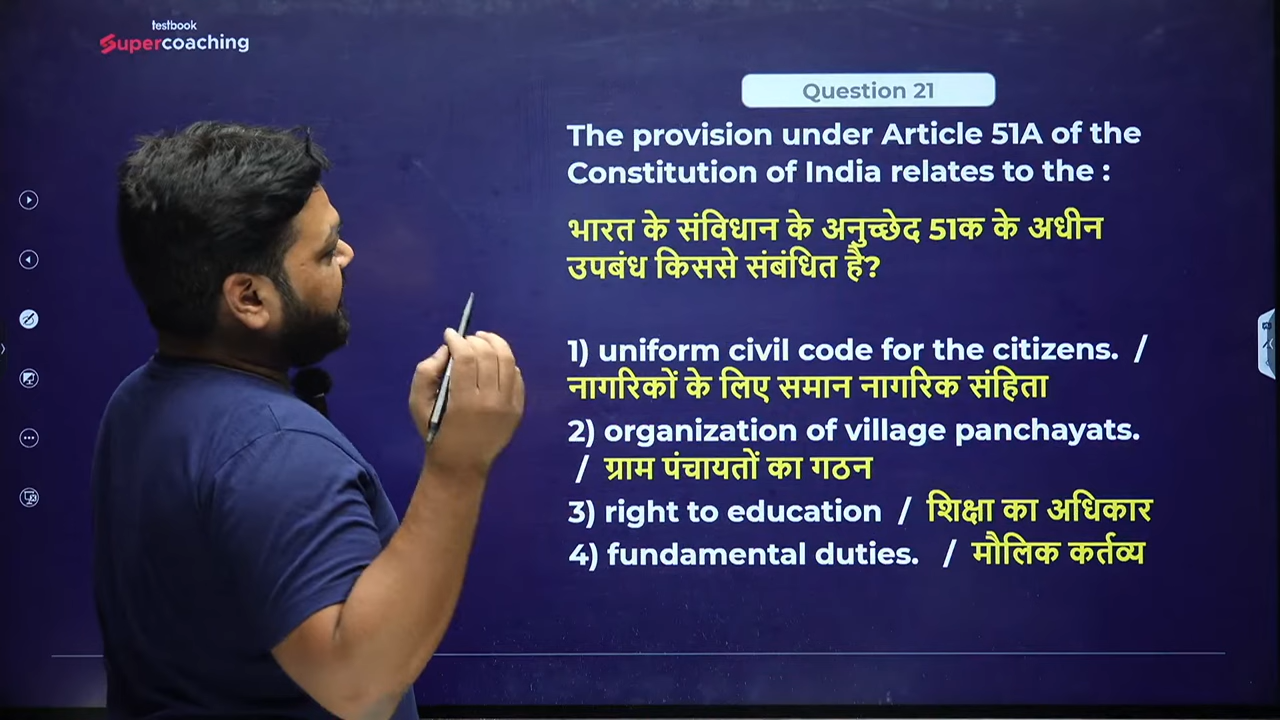 testbook
Supercoaching
Question 21
The provision under Article 51A of the
Constitution of India relates to the :
भारत के संविधान के अनुच्छेद 51क के अधीन
उपबंध किससे संबंधित है?
1) uniform civil code for the citizens. /
नागरिकों के लिए समान नागरिक संहिता
2) organization of village panchayats.
/ ग्राम पंचायतों का गठन
3) right to education / शिक्षा का अधिकार
4) fundamental duties. / मौलिक कर्तव्य